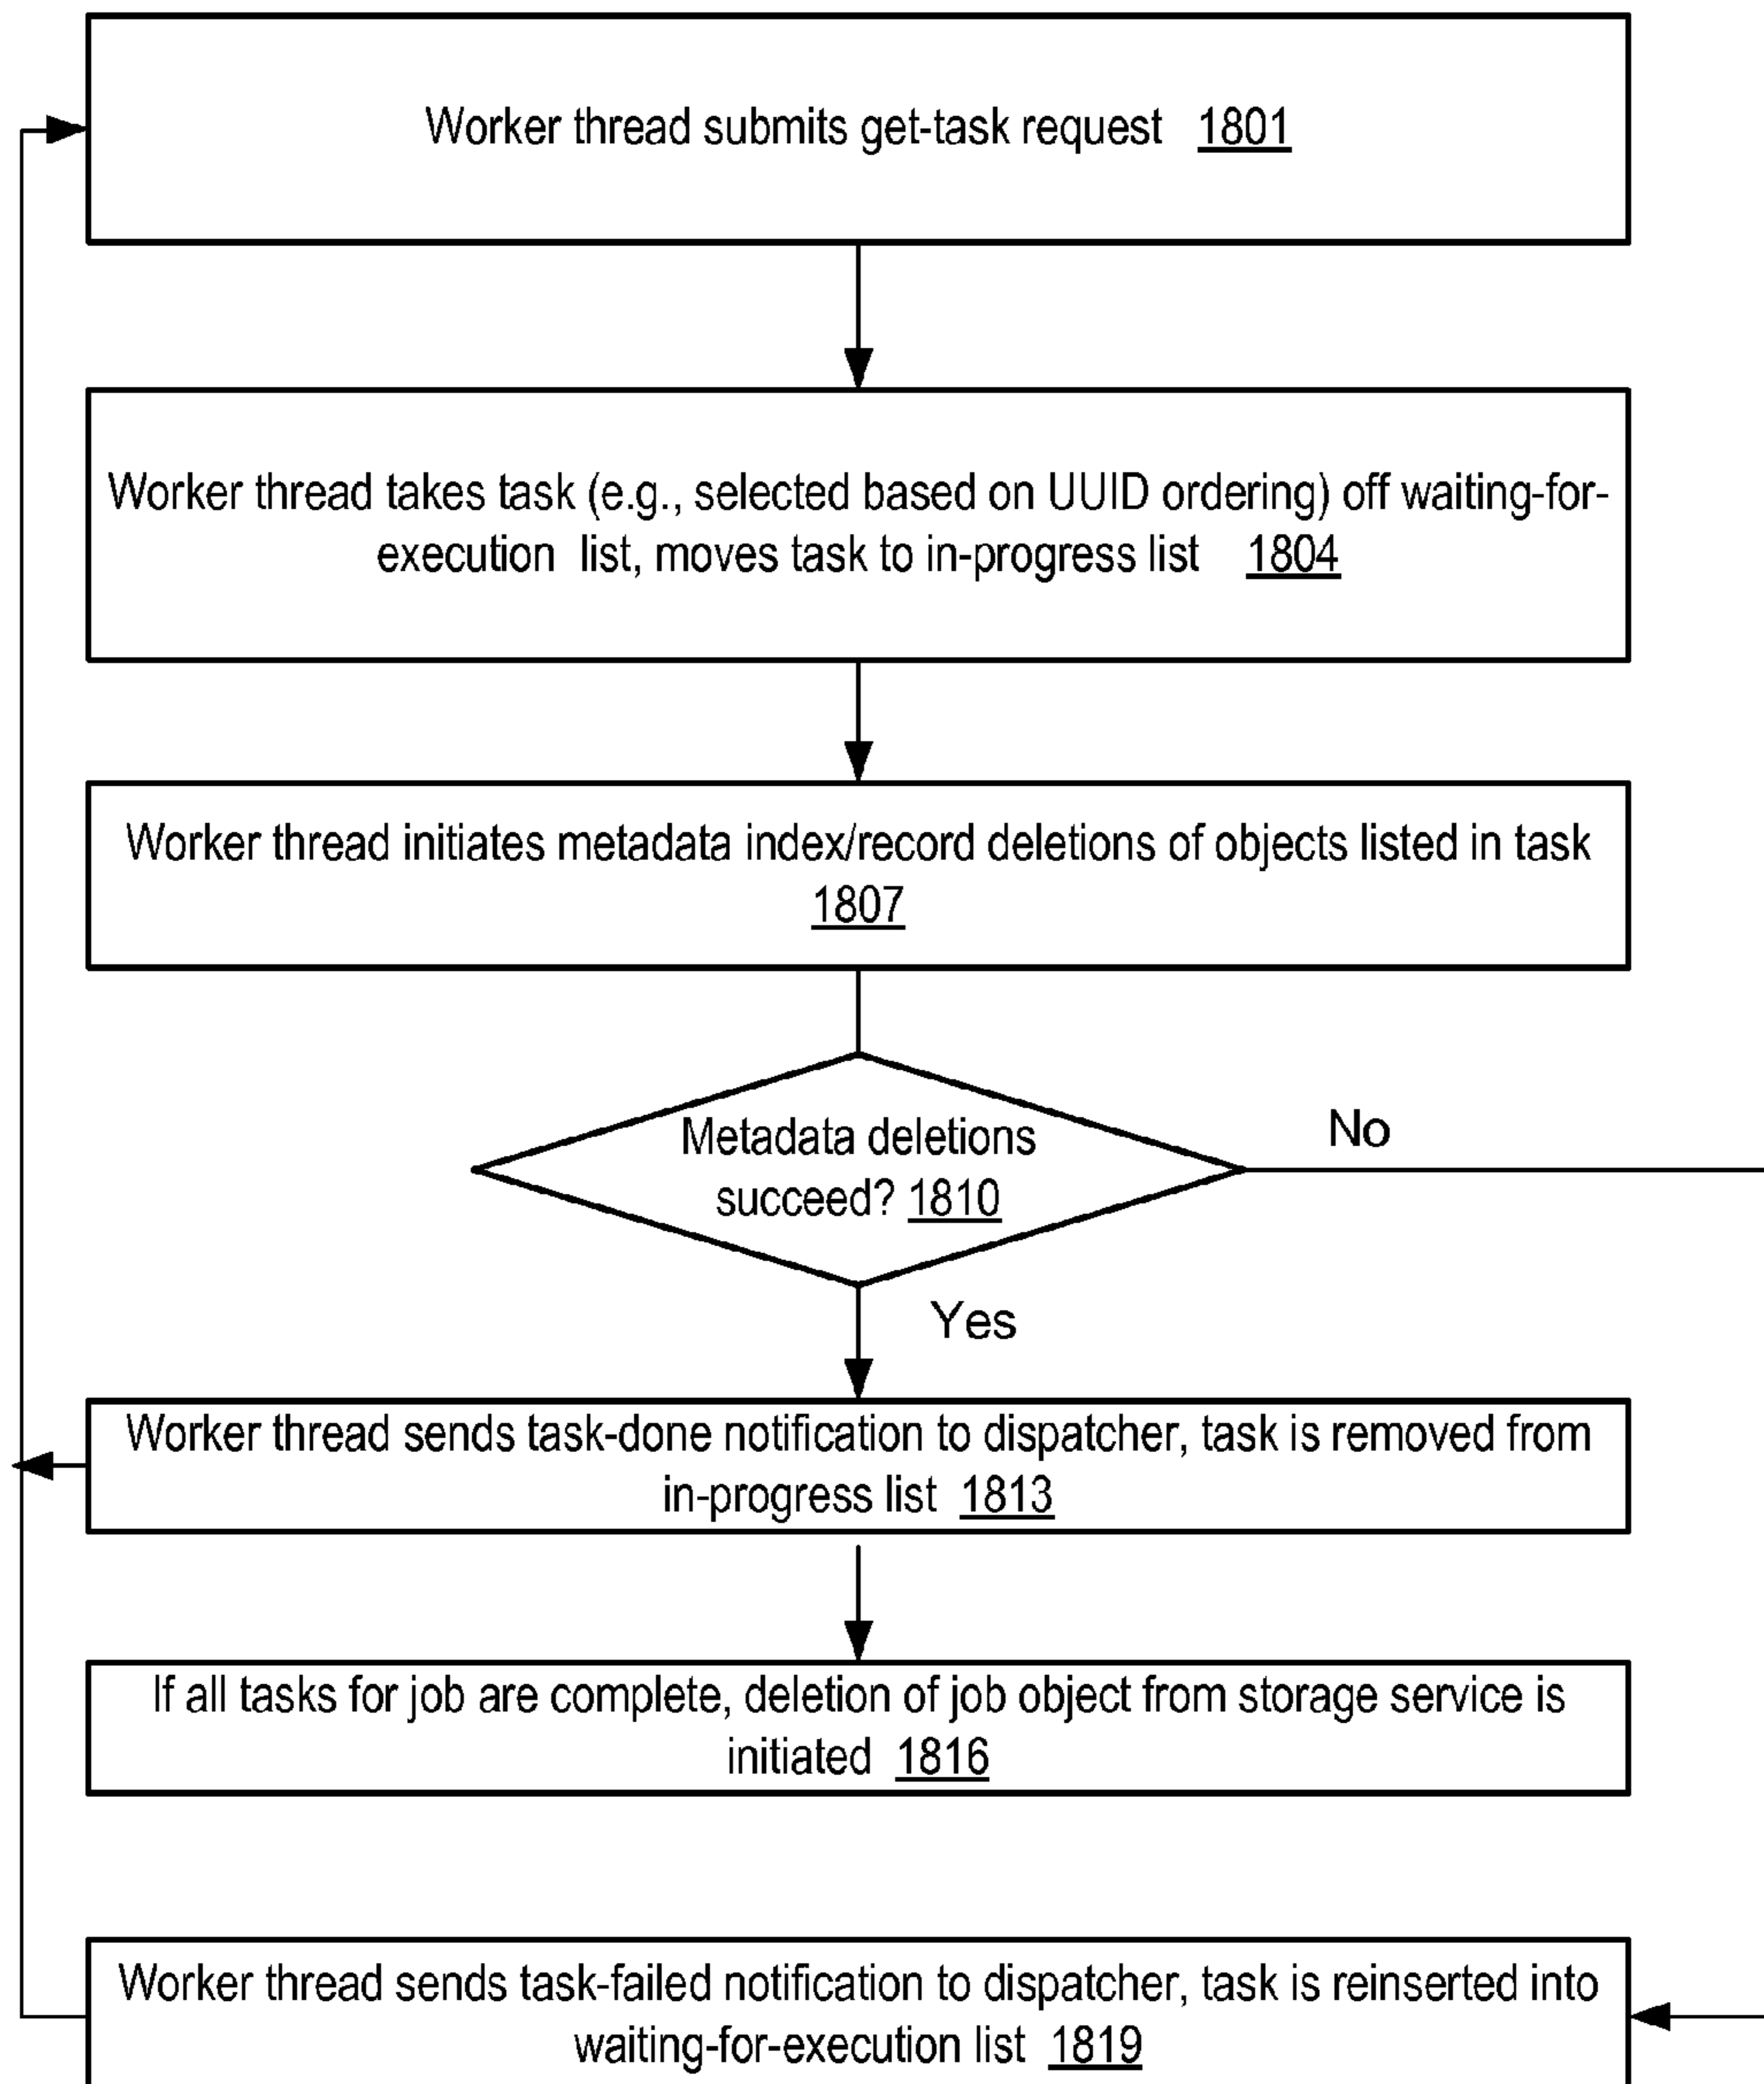 Worker thread submits get-task request 1801
Worker thread takes task (e.g., selected based on UUID ordering) off waiting-for-
execution list, moves task to in-progress list 1804
Worker thread initiates metadata index/record deletions of objects listed in task
1807
Metadata deletions
succeed? 1810
No
Yes
Worker thread sends task-done notification to dispatcher, task is removed from
in-progress list 1813
If all tasks for job are complete, deletion of job object from storage service is
initiated 1816
Worker thread sends task-failed notification to dispatcher, task is reinserted into
waiting-for-execution list 1819